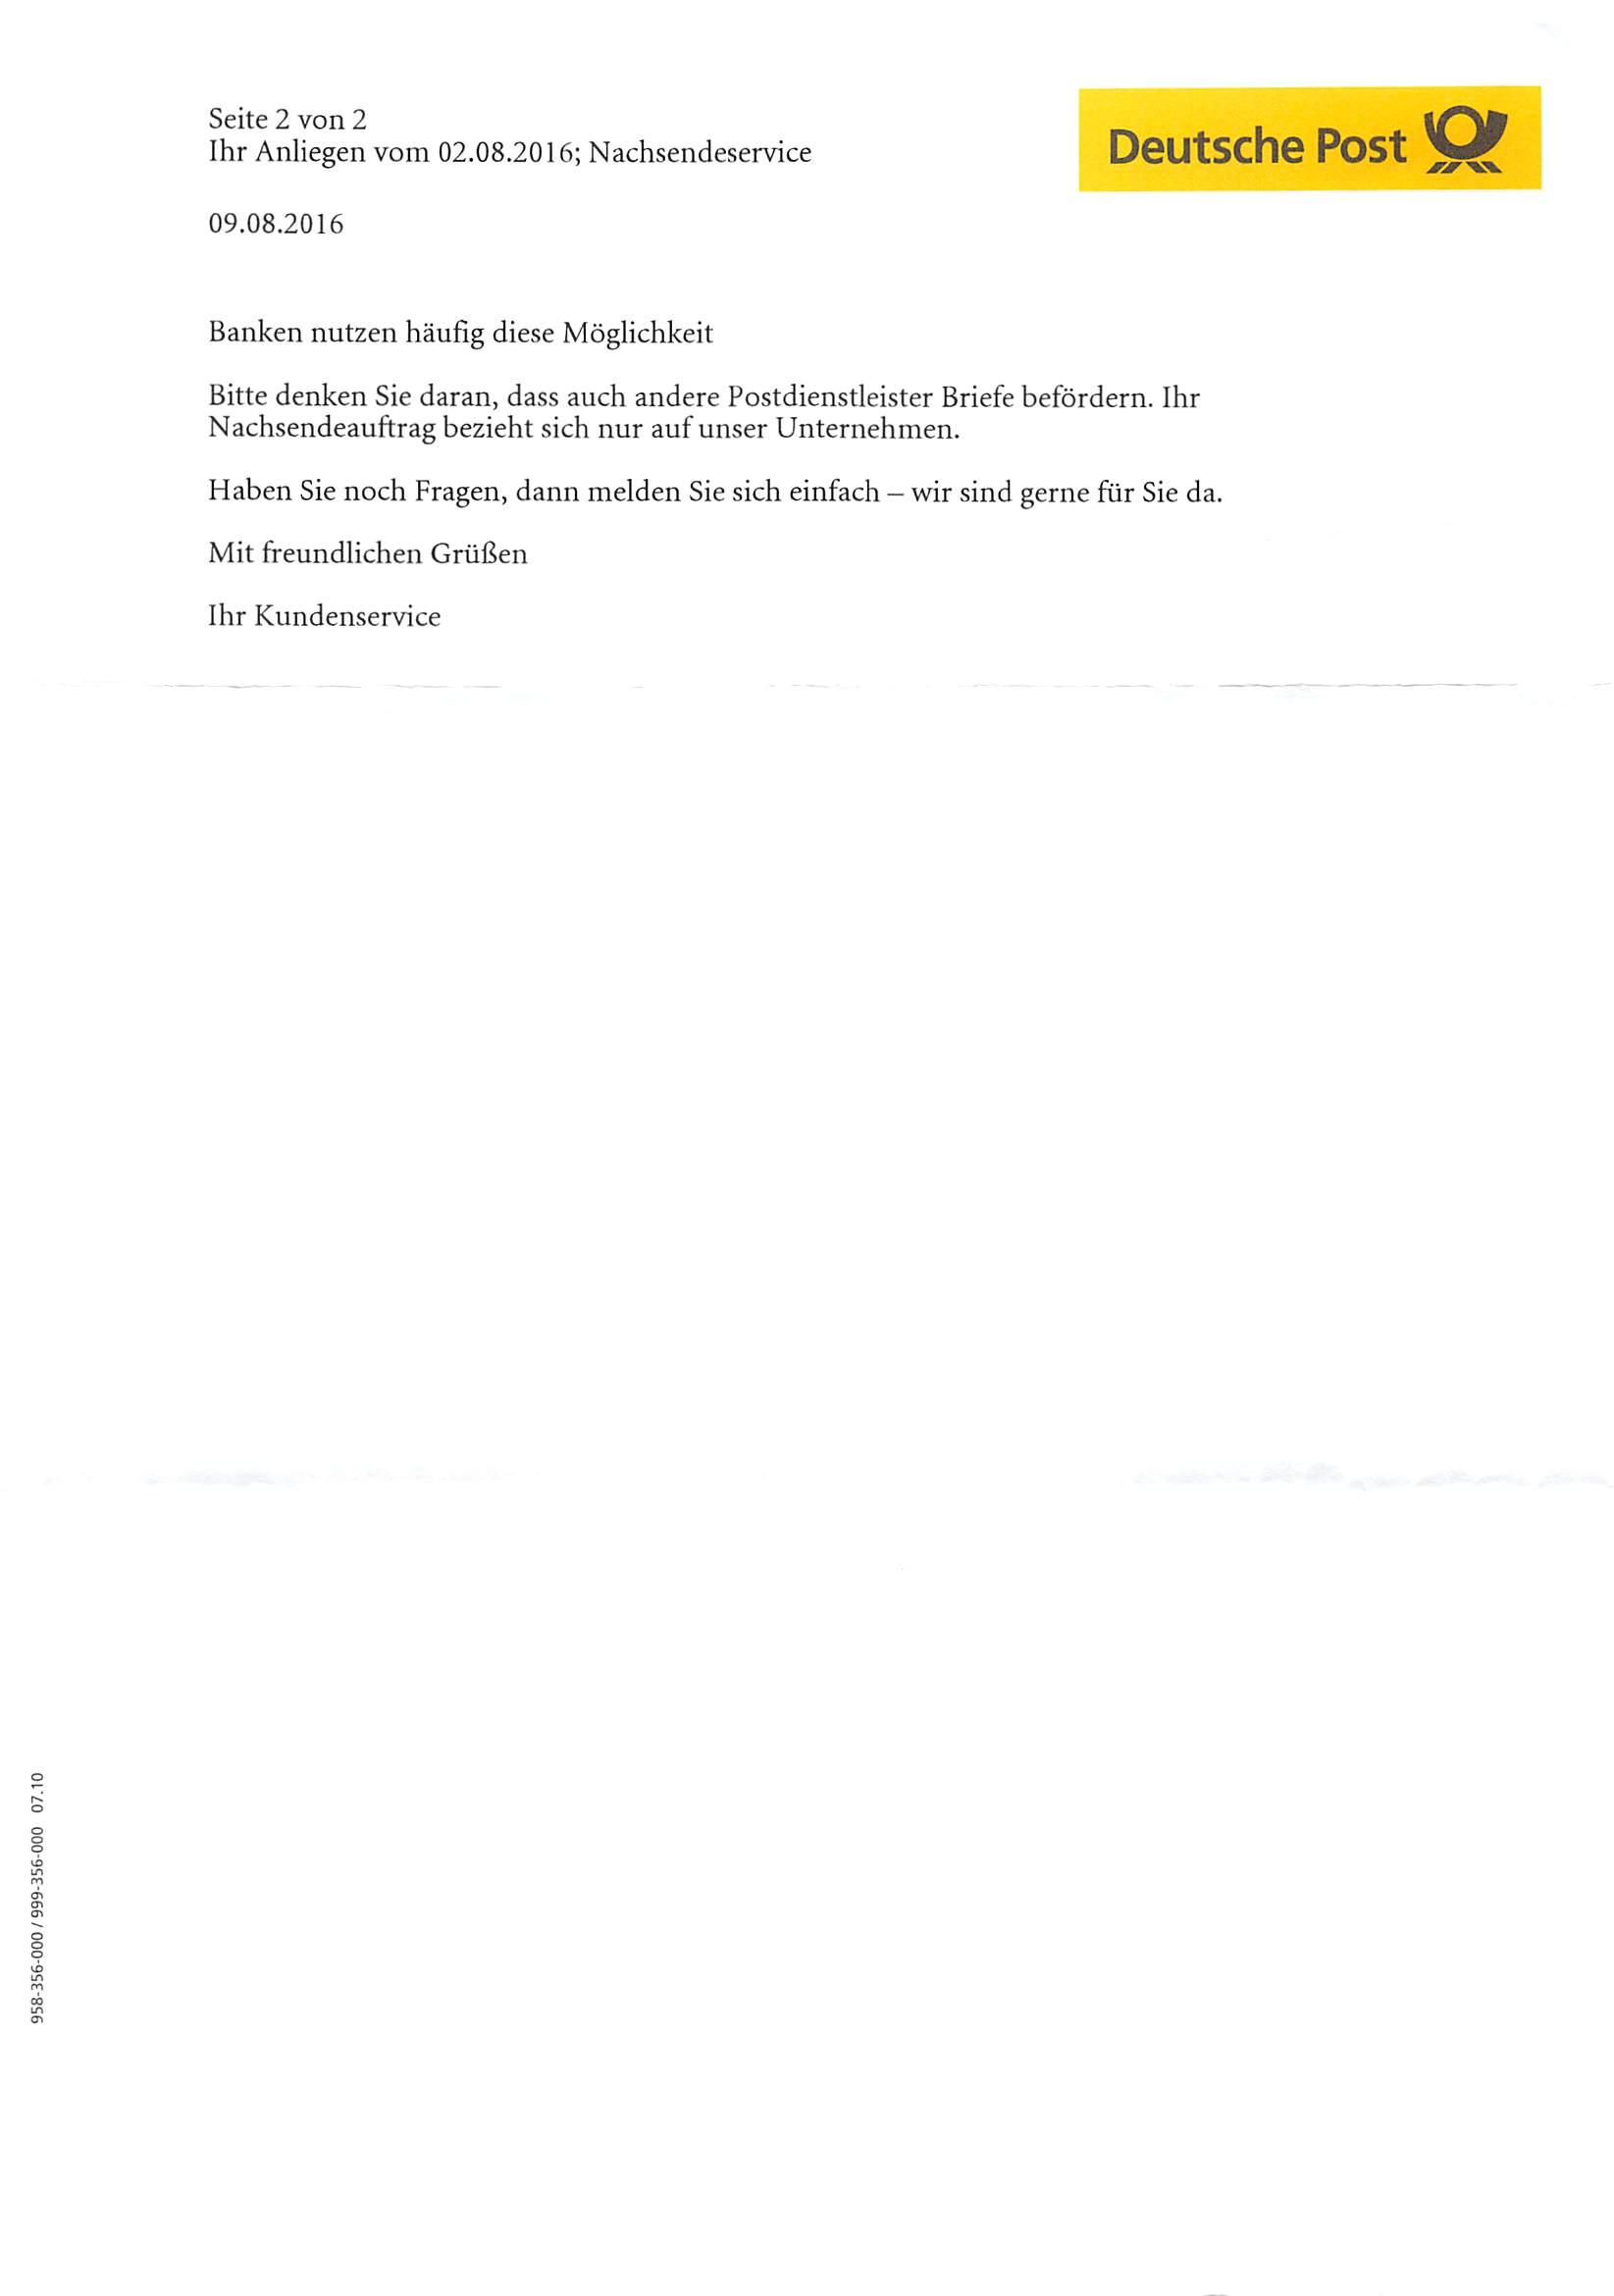 Seite 2 von 2
Ihr Anliegen vom 02.08.2016; Nachsendeservice
Deutsche Post
09.08.2016
Banken nutzen häufig diese Möglichkeit
Bitte denken Sie daran, dass auch andere Postdienstleister Briefe befördern. Ihr
Nachsendeauftrag bezieht sich nur auf unser Unternehmen.
Haben Sie noch Fragen, dann melden Sie sich einfach – wir sind gerne für Sie da.
Mit freundlichen Grüßen
Ihr Kundenservice
958-356-000 / 999-356-000 07.10